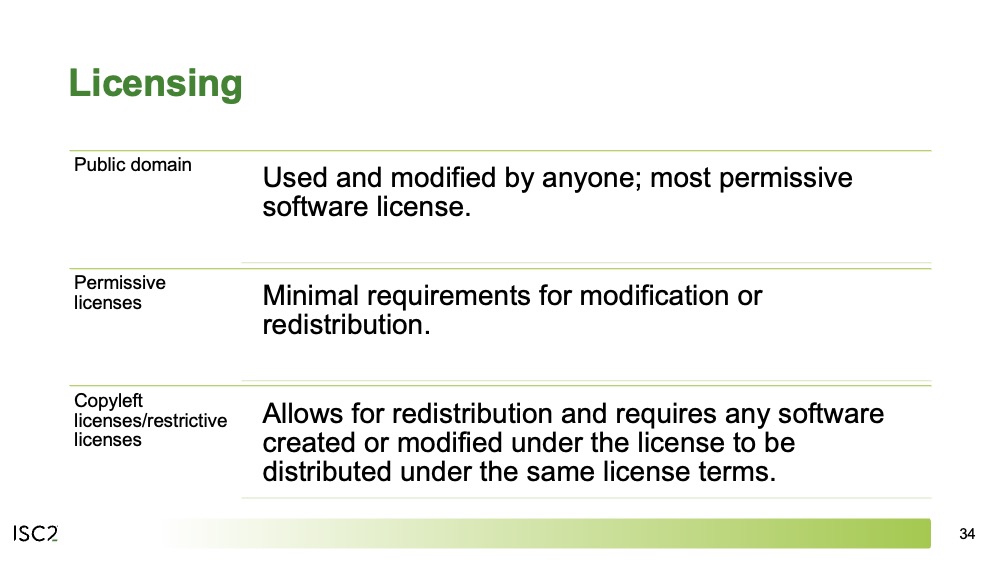 Licensing
Public domain
Used and modified by anyone; most permissive
software license.
Permissive
licenses
Minimal requirements for modification or
redistribution.
Copyleft
licenses/restrictive
licenses
Allows for redistribution and requires any software
created or modified under the license to be
distributed under the same license terms.
ISC2
34